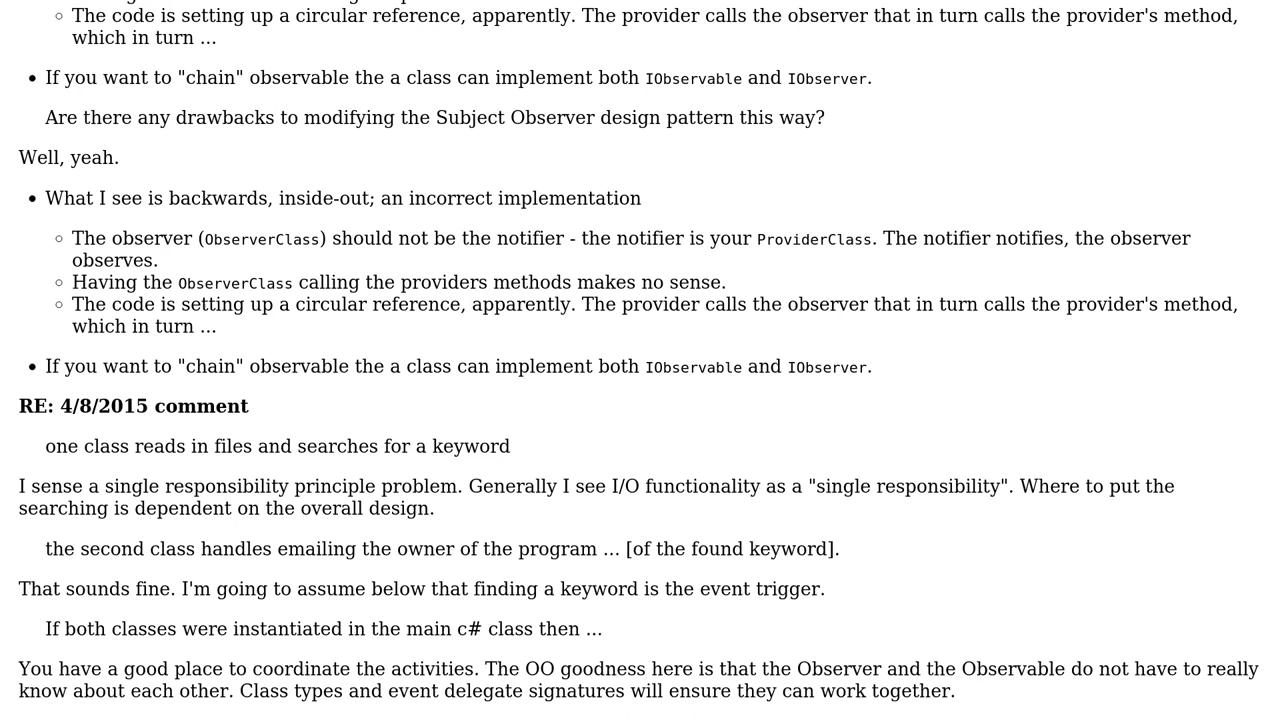 The code is setting up a circular reference, apparently. The provider calls the observer that in turn calls the provider's method,
which in turn ...
If you want to "chain" observable the a class can implement both IObservable and IObserver.
Are there any drawbacks to modifying the Subject Observer design pattern this way?
Well, yeah.
What I see is backwards, inside-out; an incorrect implementation
The observer (ObserverClass) should not be the notifier - the notifier is your ProviderClass. The notifier notifies, the observer
observes.
Having the ObserverClass calling the providers methods makes no sense.
The code is setting up a circular reference, apparently. The provider calls the observer that in turn calls the provider's method,
which in turn ...
If you want to "chain" observable the a class can implement both IObservable and IObserver.
RE: 4/8/2015 comment
one class reads in files and searches for a keyword
I sense a single responsibility principle problem. Generally I see I/O functionality as a "single responsibility". Where to put the
searching is dependent on the overall design.
the second class handles emailing the owner of the program ... [of the found keyword].
That sounds fine. I'm going to assume below that finding a keyword is the event trigger.
If both classes were instantiated in the main c# class then ...
You have a good place to coordinate the activities. The OO goodness here is that the Observer and the Observable do not have to really
know about each other. Class types and event delegate signatures will ensure they can work together.